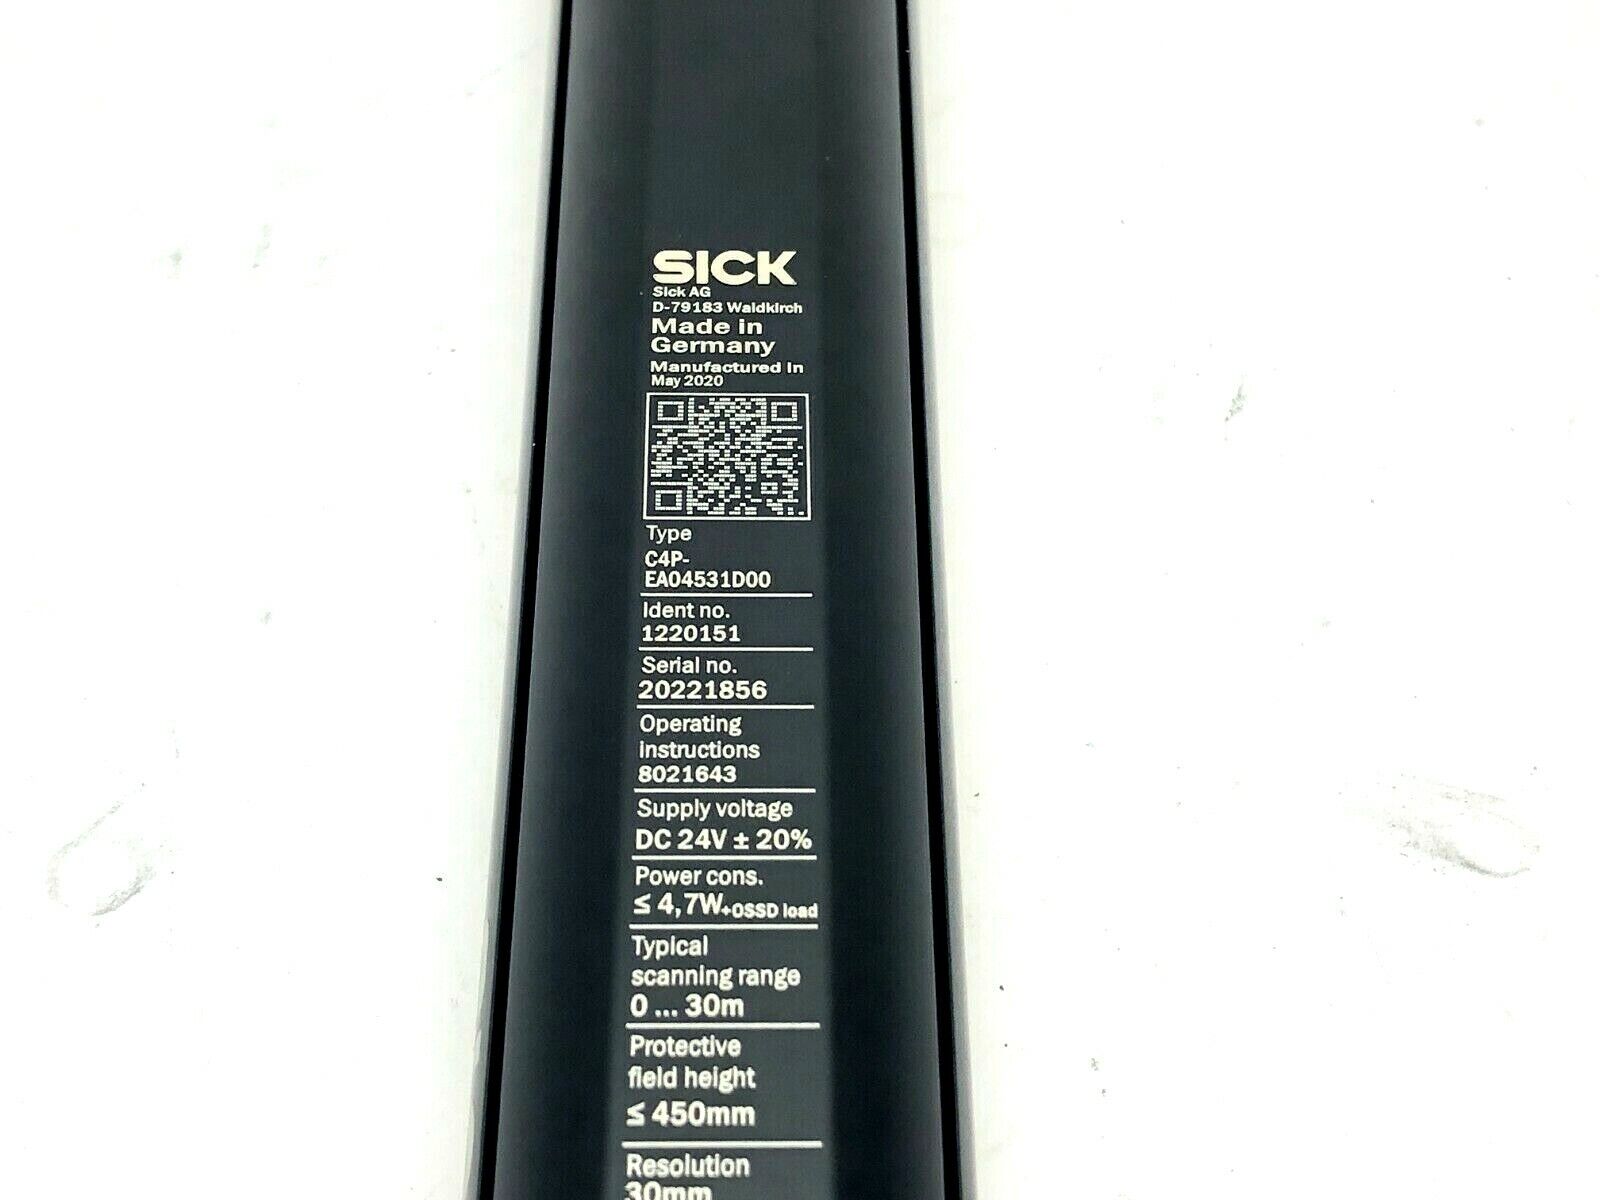 SICK
Sick AG
D-79183 Waldkirch
Made in
Germany
Manufactured in
May 2020
Type
C4P-
EA04531D00
Ident no.
1220151
Serial no.
20221856
Operating
instructions
8021643
Supply voltage
DC 24V ± 20%
Power cons.
≤ 4,7W+OSSD load
Typical
scanning range
0 ... 30m
Protective
field height
≤ 450mm
Resolution
30mm